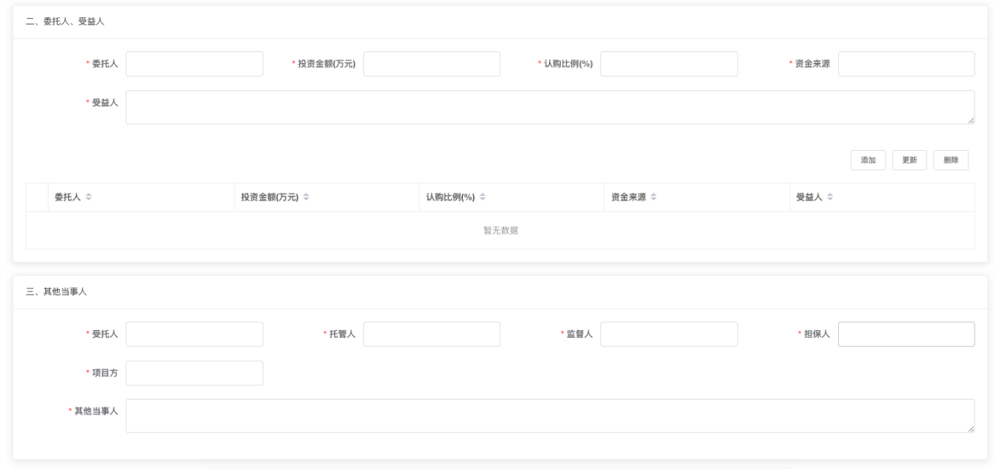 二、委托人、受益人
* 委托人 * 投资金额(万元) * 认购比例(%) * 资金来源
* 受益人
添加 更新 删除
委托人 投资金额(万元) 认购比例(%) 资金来源 受益人
暂无数据
三、其他当事人
* 受托人 * 托管人 * 监督人 * 担保人
* 项目方
* 其他当事人